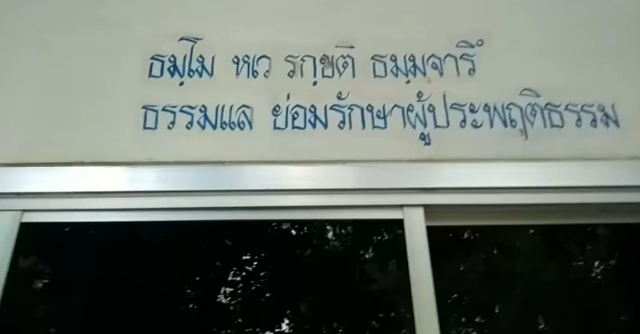 ธมฺโม หเว รกฺขติ ธมฺมจารึ
ธรรมแล ย่อมรักษาผู้ประพฤติธรรม